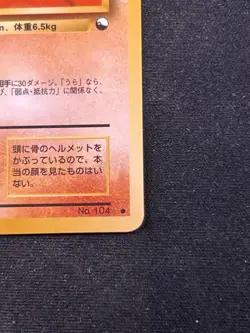 、体重6.5kg
相手に30ダメージ。「うら」なら、
び、「弱点・抵抗力」に関係なく、
頭に骨のヘルメットを
かぶっているので、本
当の顔を見たものはい
ない。
No. 104 ●